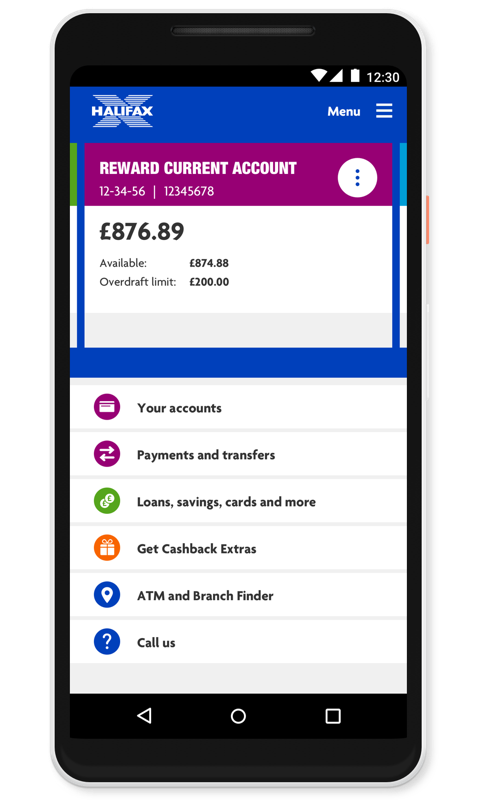 12:30
HALIFAX
Menu
REWARD CURRENT ACCOUNT
12-34-56 | 12345678
£876.89
Available: £874.88
Overdraft limit: £200.00
Your accounts
Payments and transfers
Loans, savings, cards and more
Get Cashback Extras
ATM and Branch Finder
Call us